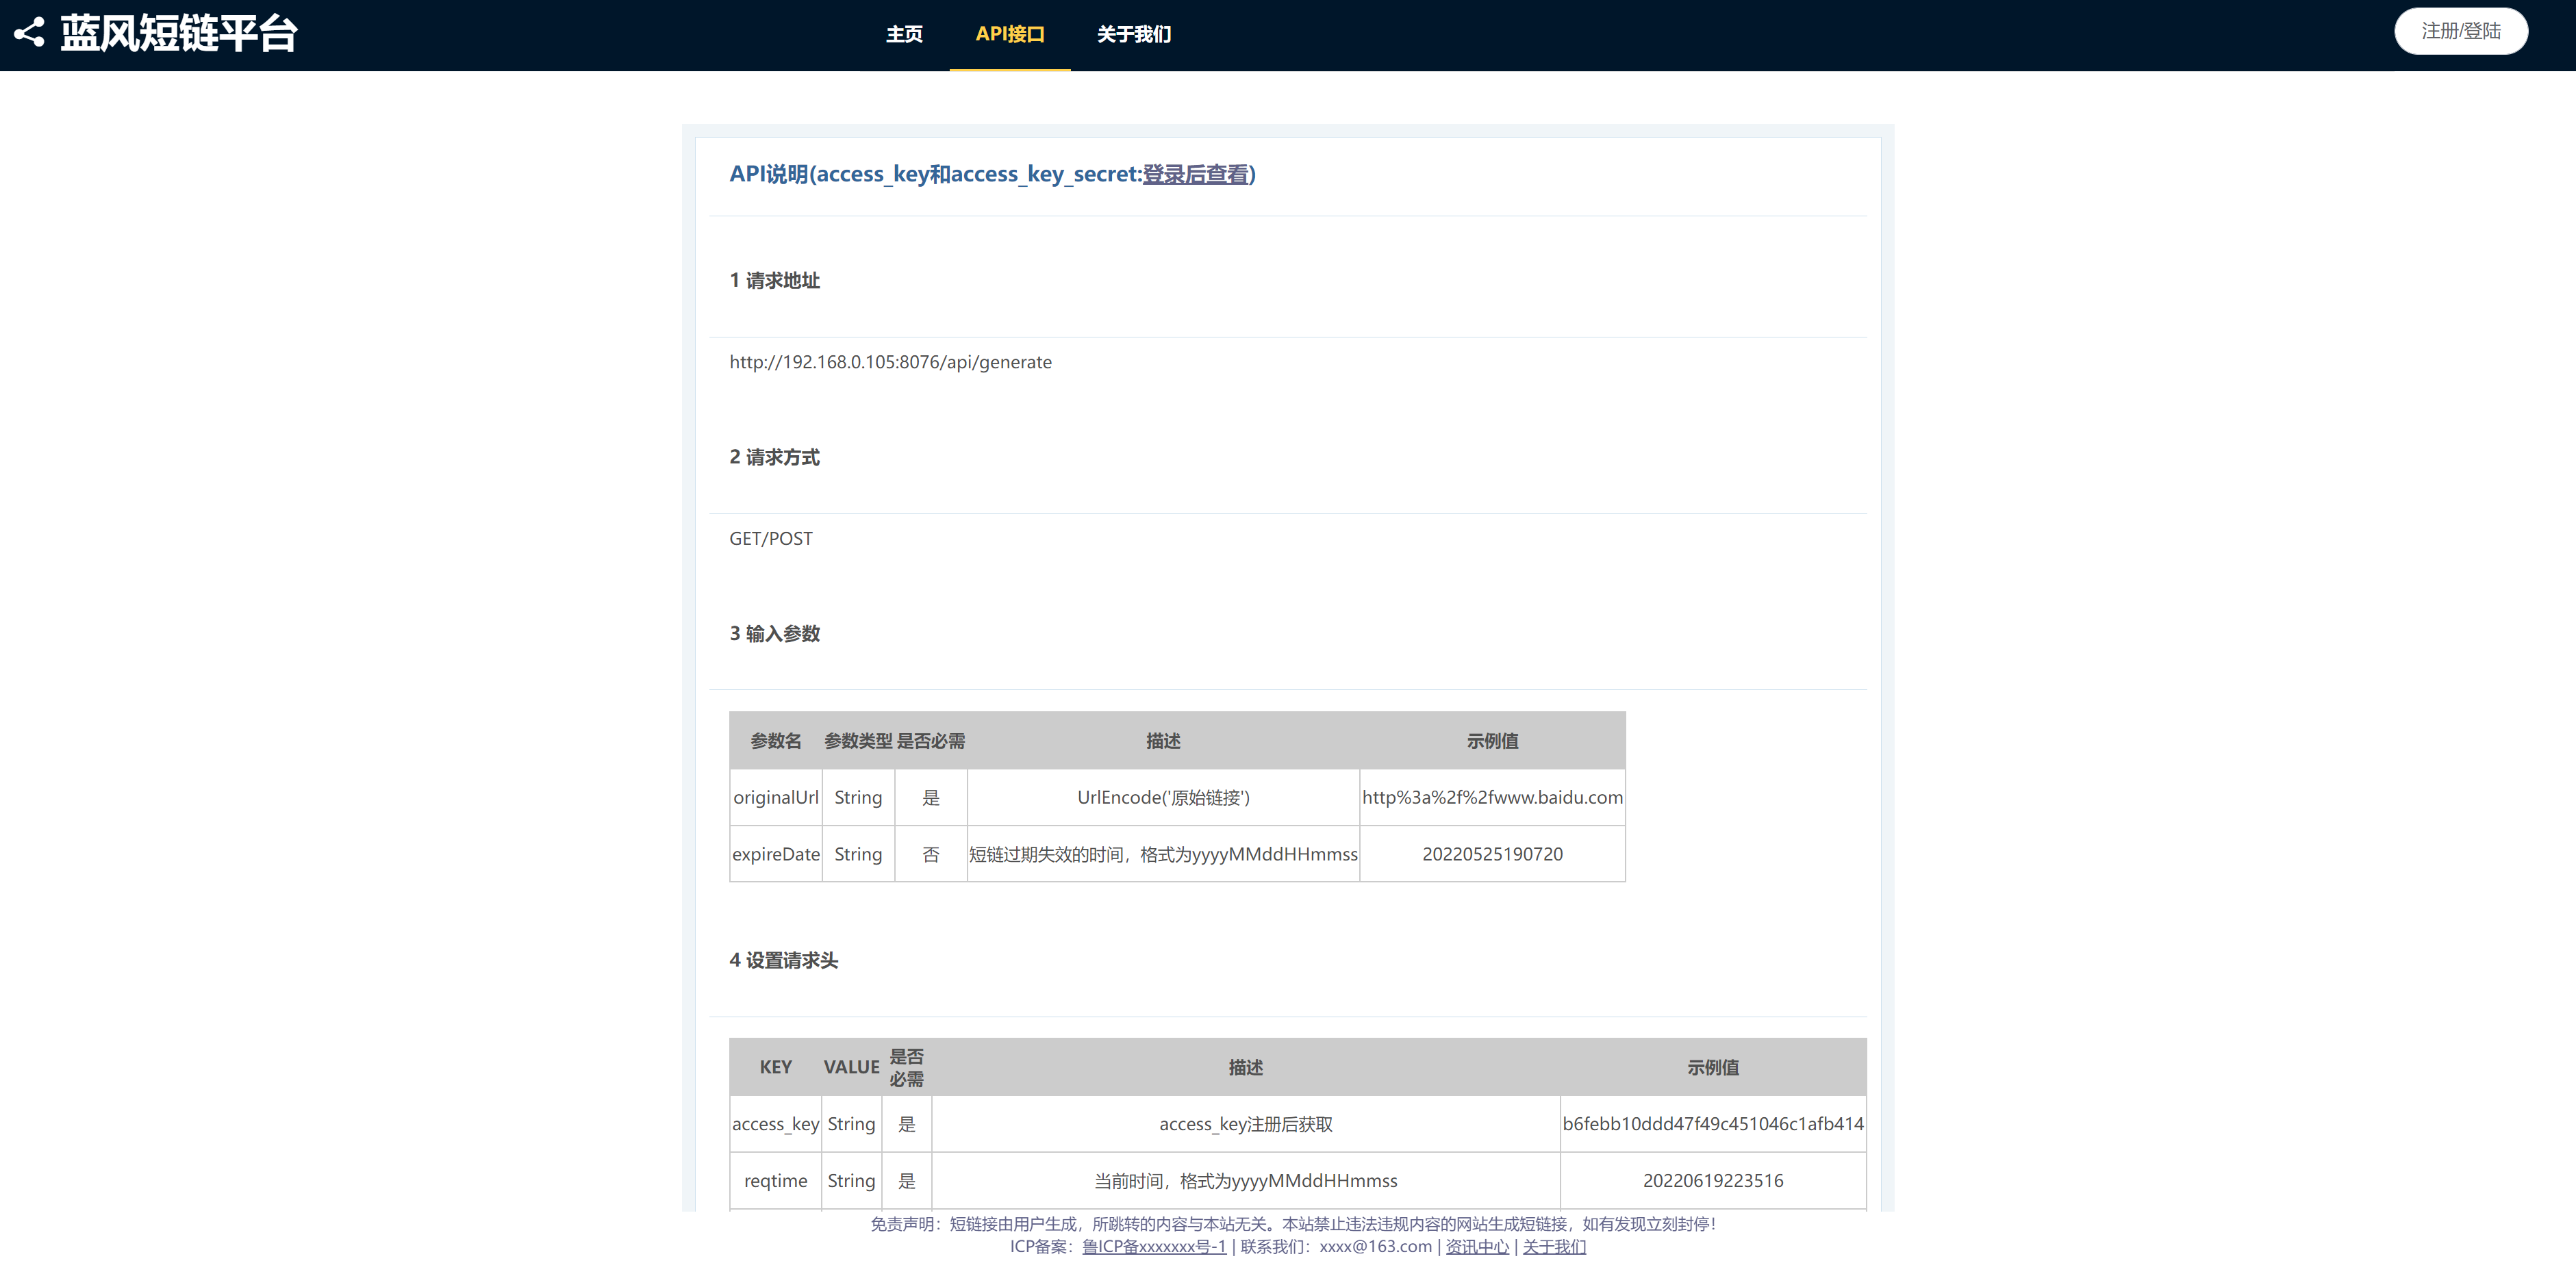 蓝风短链平台
主页 API接口 关于我们
注册/登陆
API说明(access_key和access_key_secret:登录后查看)
1 请求地址
http://192.168.0.105:8076/api/generate
2 请求方式
GET/POST
3 输入参数
参数名 参数类型 是否必需 描述 示例值
originalUrl String 是 UrlEncode('原始链接') http%3a%2f%2fwww.baidu.com
expireDate String 否 短链过期失效的时间，格式为yyyyMMddHHmmss 20220525190720
4 设置请求头
KEY VALUE 是否必需 描述 示例值
access_key String 是 access_key注册后获取 b6febb10ddd47f49c451046c1afb414
reqtime String 是 当前时间，格式为yyyyMMddHHmmss 20220619223516
免责声明：短链接由用户生成，所跳转的内容与本站无关。本站禁止违法违规内容的网站生成短链接，如有发现立刻封停！
ICP备案：鲁ICP备xxxxxxx号-1 | 联系我们：xxxx@163.com | 资讯中心 | 关于我们